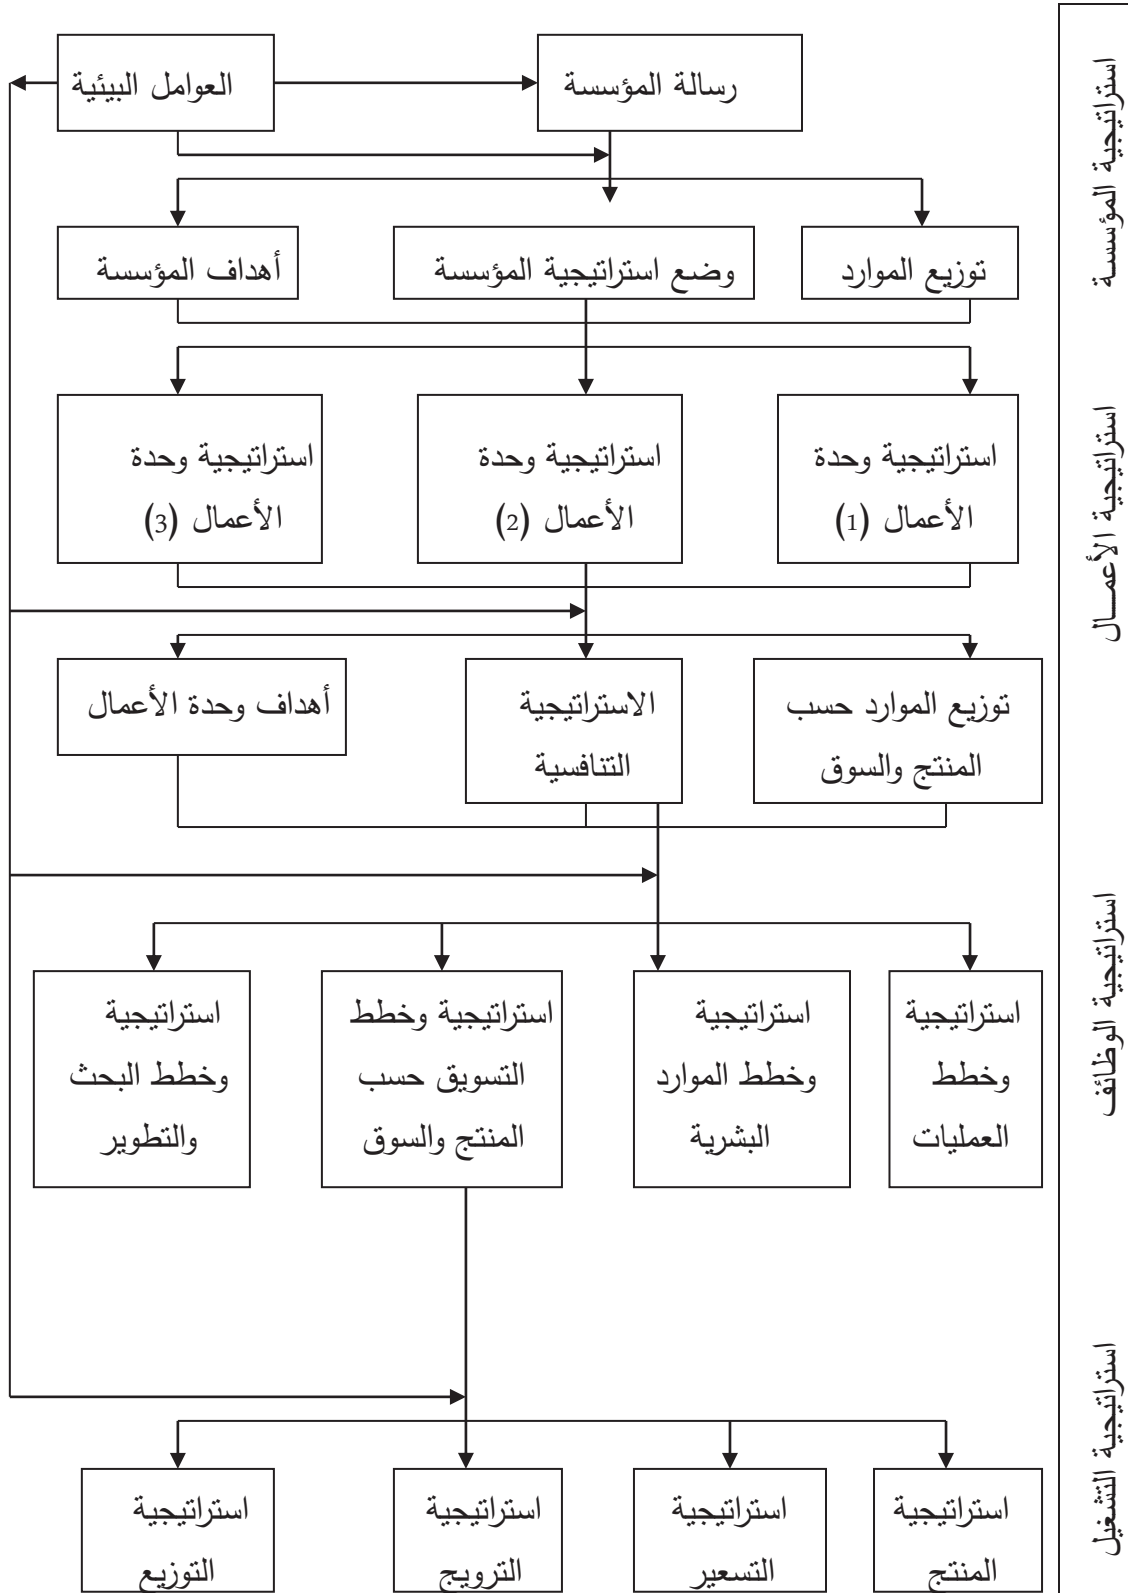 استراتيجية المؤسسة
رسالة المؤسسة
العوامل البيئية
توزيع الموارد
وضع استراتيجية المؤسسة
أهداف المؤسسة
استراتيجية الأعمـــال
استراتيجية وحدة
الأعمال (1)
استراتيجية وحدة
الأعمال (2)
استراتيجية وحدة
الأعمال (3)
توزيع الموارد حسب
المنتج والسوق
الاستراتيجية
التنافسية
أهداف وحدة الأعمال
استراتيجية الوظائف
استراتيجية
وخطط
العمليات
استراتيجية
وخطط الموارد
البشرية
استراتيجية وخطط
التسويق حسب
المنتج والسوق
استراتيجية
وخطط البحث
والتطوير
استراتيجية التشغيل
استراتيجية
المنتج
استراتيجية
التسعير
استراتيجية
الترويج
استراتيجية
التوزيع